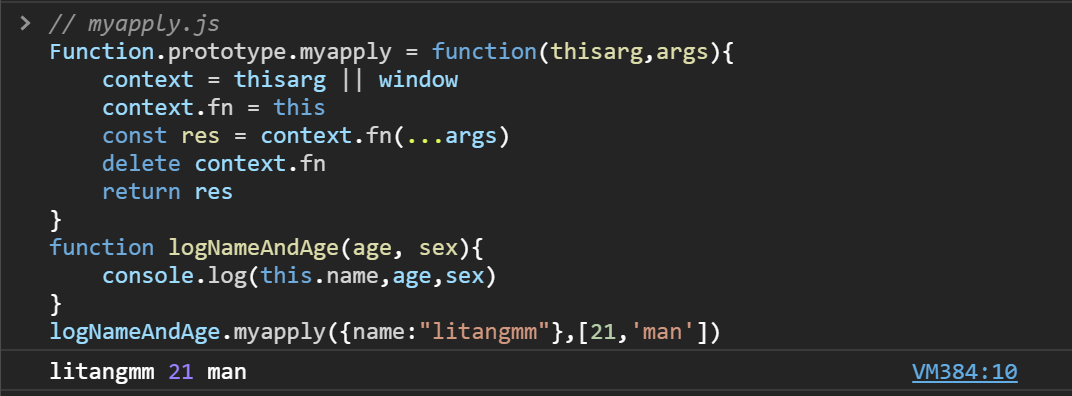 > // myapply.js
Function.prototype.myapply = function(thisarg,args){
    context = thisarg || window
    context.fn = this
    const res = context.fn(...args)
    delete context.fn
    return res
}
function logNameAndAge(age, sex){
    console.log(this.name,age,sex)
}
logNameAndAge.myapply({name:"litangmm"},[21,'man'])
litangmm 21 man VM384:10